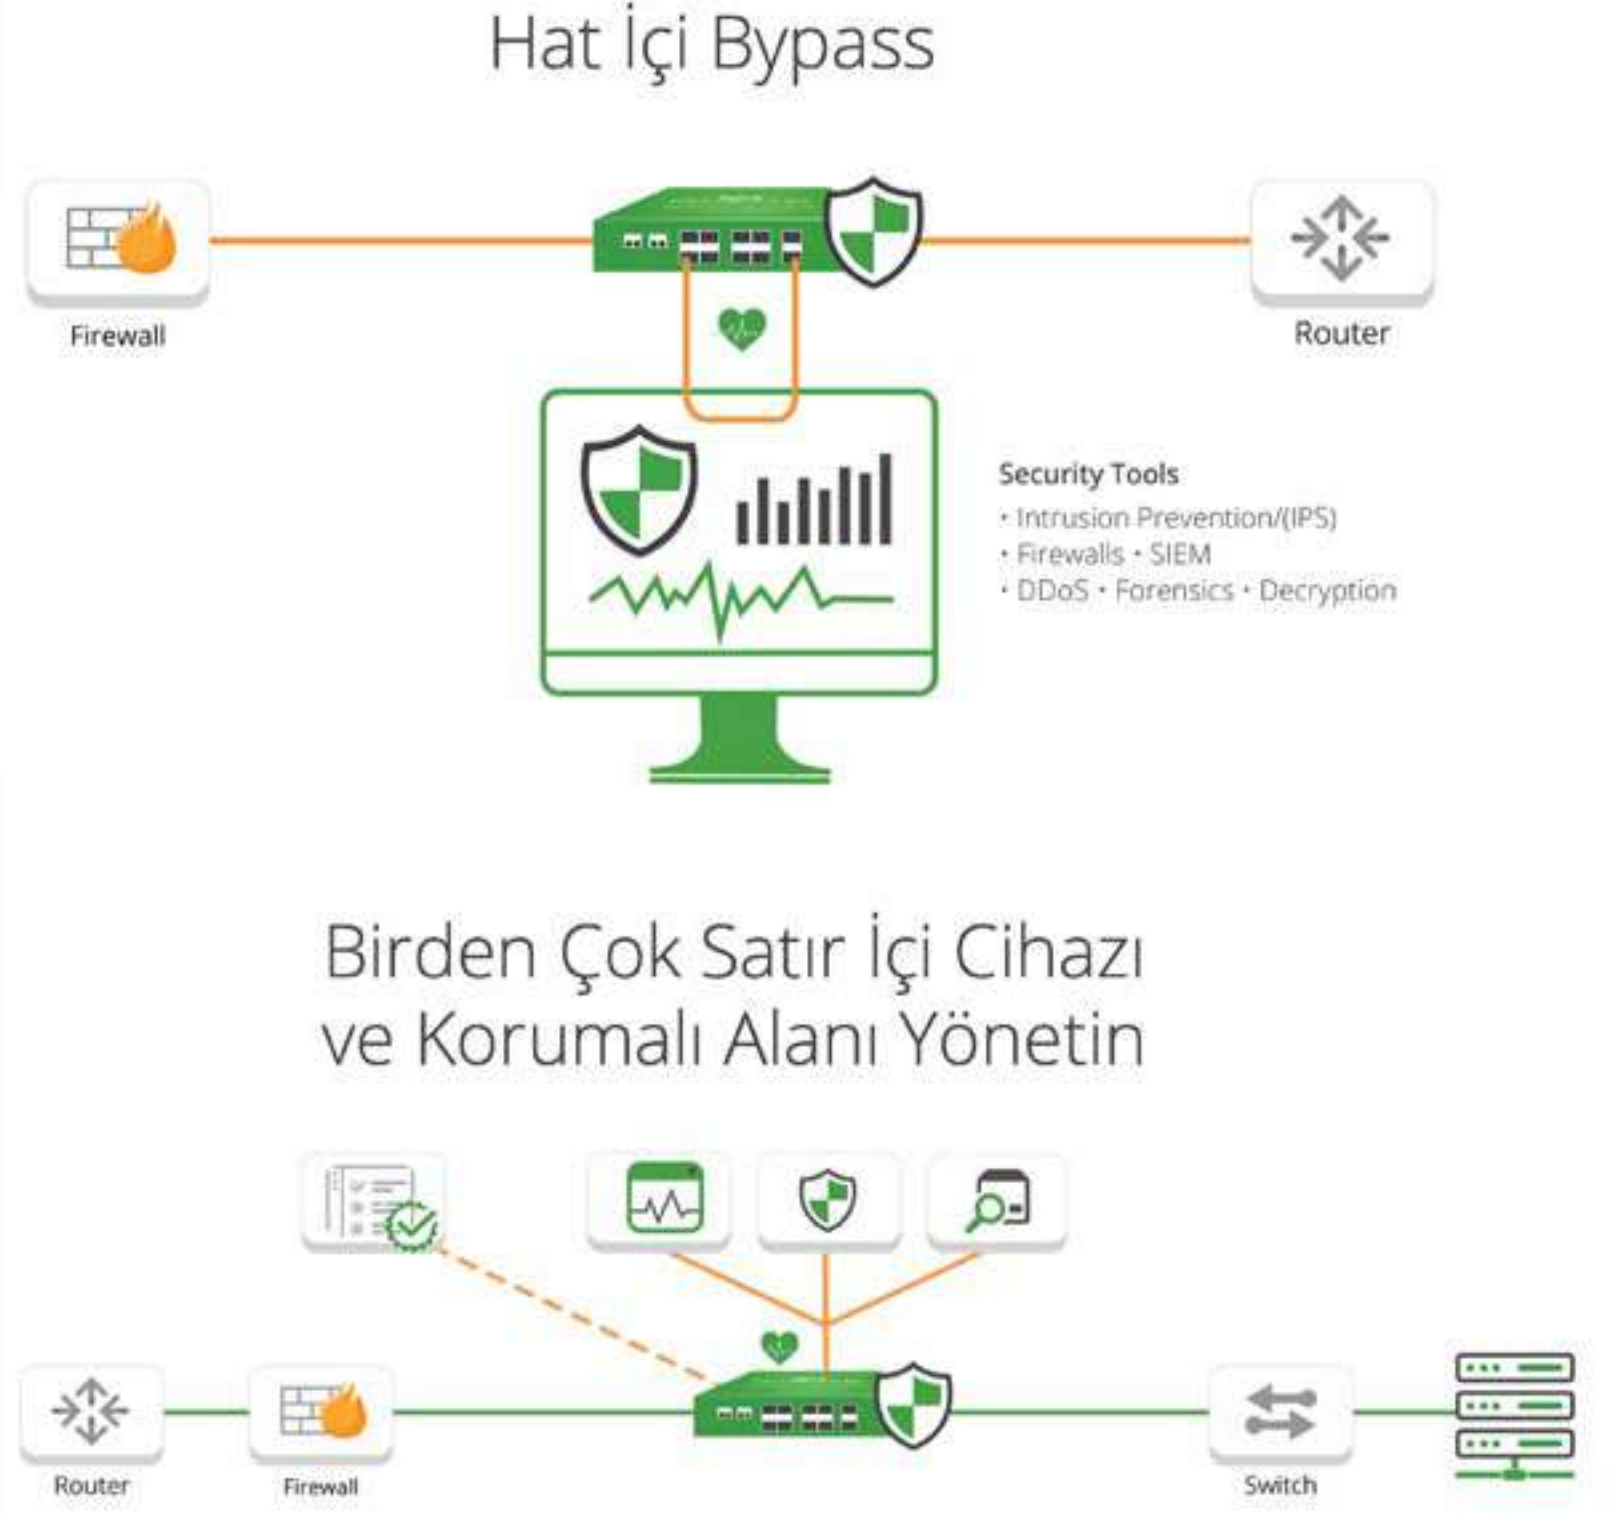 Hat İçi Bypass
Firewall
Router
Security Tools
• Intrusion Prevention/(IPS)
• Firewalls • SIEM
• DDoS • Forensics • Decryption
Birden Çok Satır İçi Cihazı
ve Korumalı Alanı Yönetin
Router
Firewall
Switch